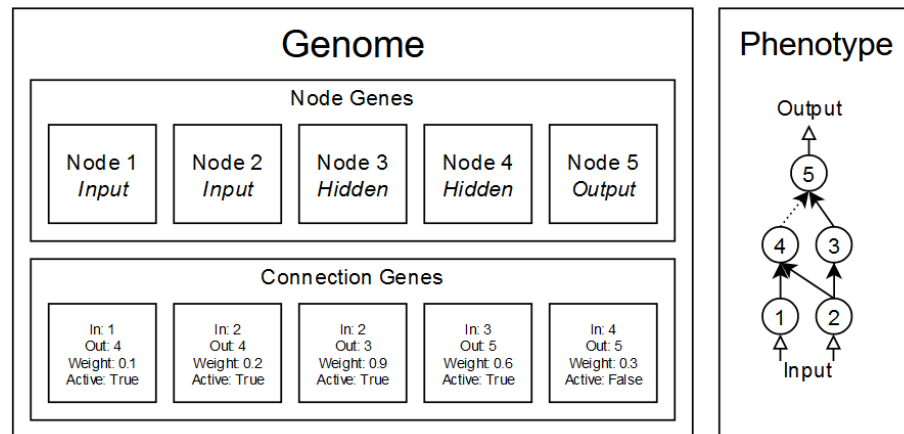 Genome
Node Genes
Node 1
Input
Node 2
Input
Node 3
Hidden
Node 4
Hidden
Node 5
Output
Connection Genes
In: 1
Out: 4
Weight: 0.1
Active: True
In: 2
Out: 4
Weight: 0.2
Active: True
In: 2
Out: 3
Weight: 0.9
Active: True
In: 3
Out: 5
Weight: 0.6
Active: True
In: 4
Out: 5
Weight: 0.3
Active: False
Phenotype
Output
5
4 3
1 2
Input